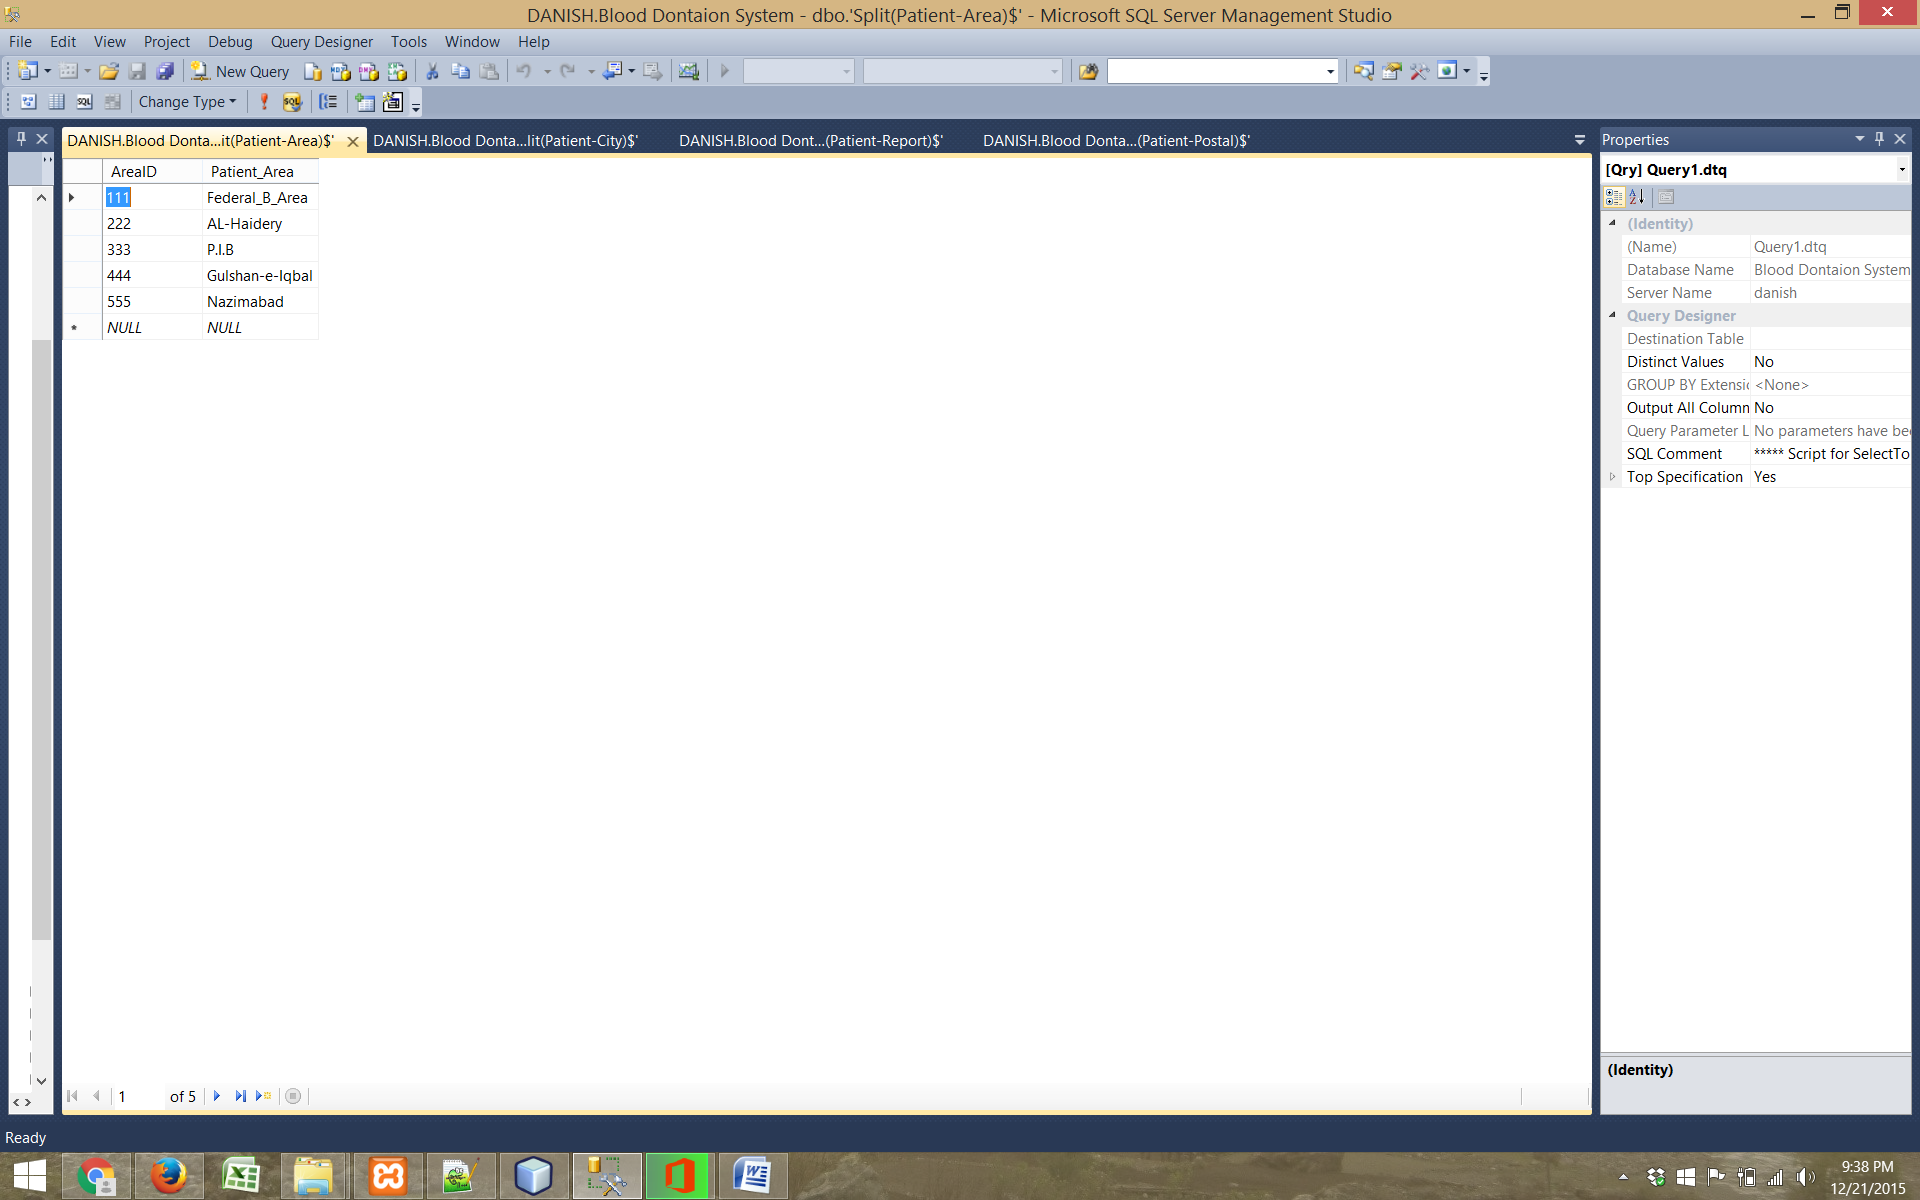 DANISH.Blood Dontaion System - dbo.'Split(Patient-Area)$' - Microsoft SQL Server Management Studio
File Edit View Project Debug Query Designer Tools Window Help
New Query
Change Type
DANISH.Blood Donta...it(Patient-Area)$' DANISH.Blood Donta...lit(Patient-City)$' DANISH.Blood Dont...(Patient-Report)$' DANISH.Blood Donta...(Patient-Postal)$'
AreaID Patient_Area
111 Federal_B_Area
222 AL-Haidery
333 P.I.B
444 Gulshan-e-Iqbal
555 Nazimabad
NULL NULL
1 of 5
Properties
[Qry] Query1.dtq
(Identity)
(Name) Query1.dtq
Database Name Blood Dontaion System
Server Name danish
Query Designer
Destination Table
Distinct Values No
GROUP BY Extensio <None>
Output All Column No
Query Parameter L No parameters have bee
SQL Comment ***** Script for SelectTo
Top Specification Yes
(Identity)
Ready
9:38 PM
12/21/2015